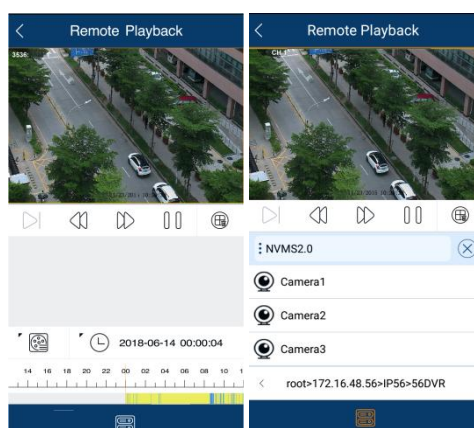 Remote Playback
3536:
2018-06-14 00:00:04
14 16 18 20 22 00 02 04 06 08 10 1
Remote Playback
CH 1
NVMS2.0
Camera1
Camera2
Camera3
root>172.16.48.56>IP56>56DVR